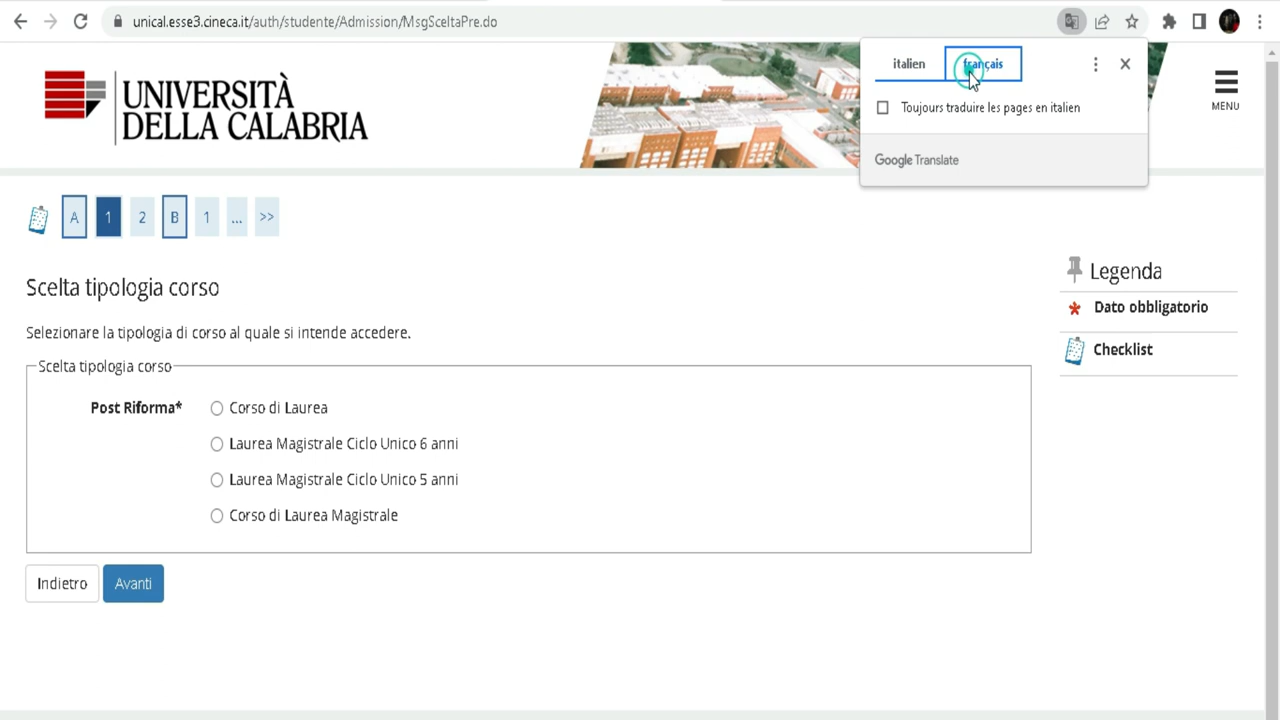 unical.esse3.cineca.it/auth/studente/Admission/MsgSceltaPre.do
italien français
Toujours traduire les pages en italien
Google Translate
UNIVERSITÀ
DELLA CALABRIA
MENU
A 1 2 B 1 ... >>
Scelta tipologia corso
Selezionare la tipologia di corso al quale si intende accedere.
Scelta tipologia corso
Post Riforma* Corso di Laurea
Laurea Magistrale Ciclo Unico 6 anni
Laurea Magistrale Ciclo Unico 5 anni
Corso di Laurea Magistrale
Indietro Avanti
Legenda
* Dato obbligatorio
Checklist